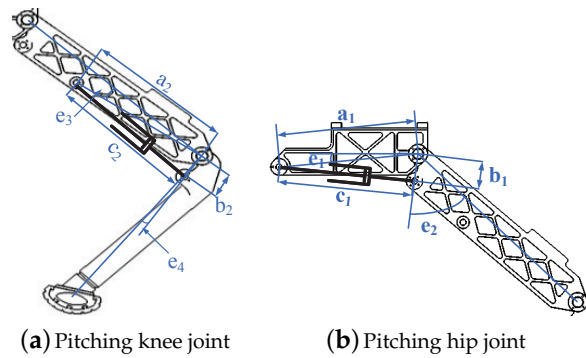 a₂
e₃
c₂
b₂
e₄
a₁
e₁
b₁
c₁
e₂
(a) Pitching knee joint
(b) Pitching hip joint